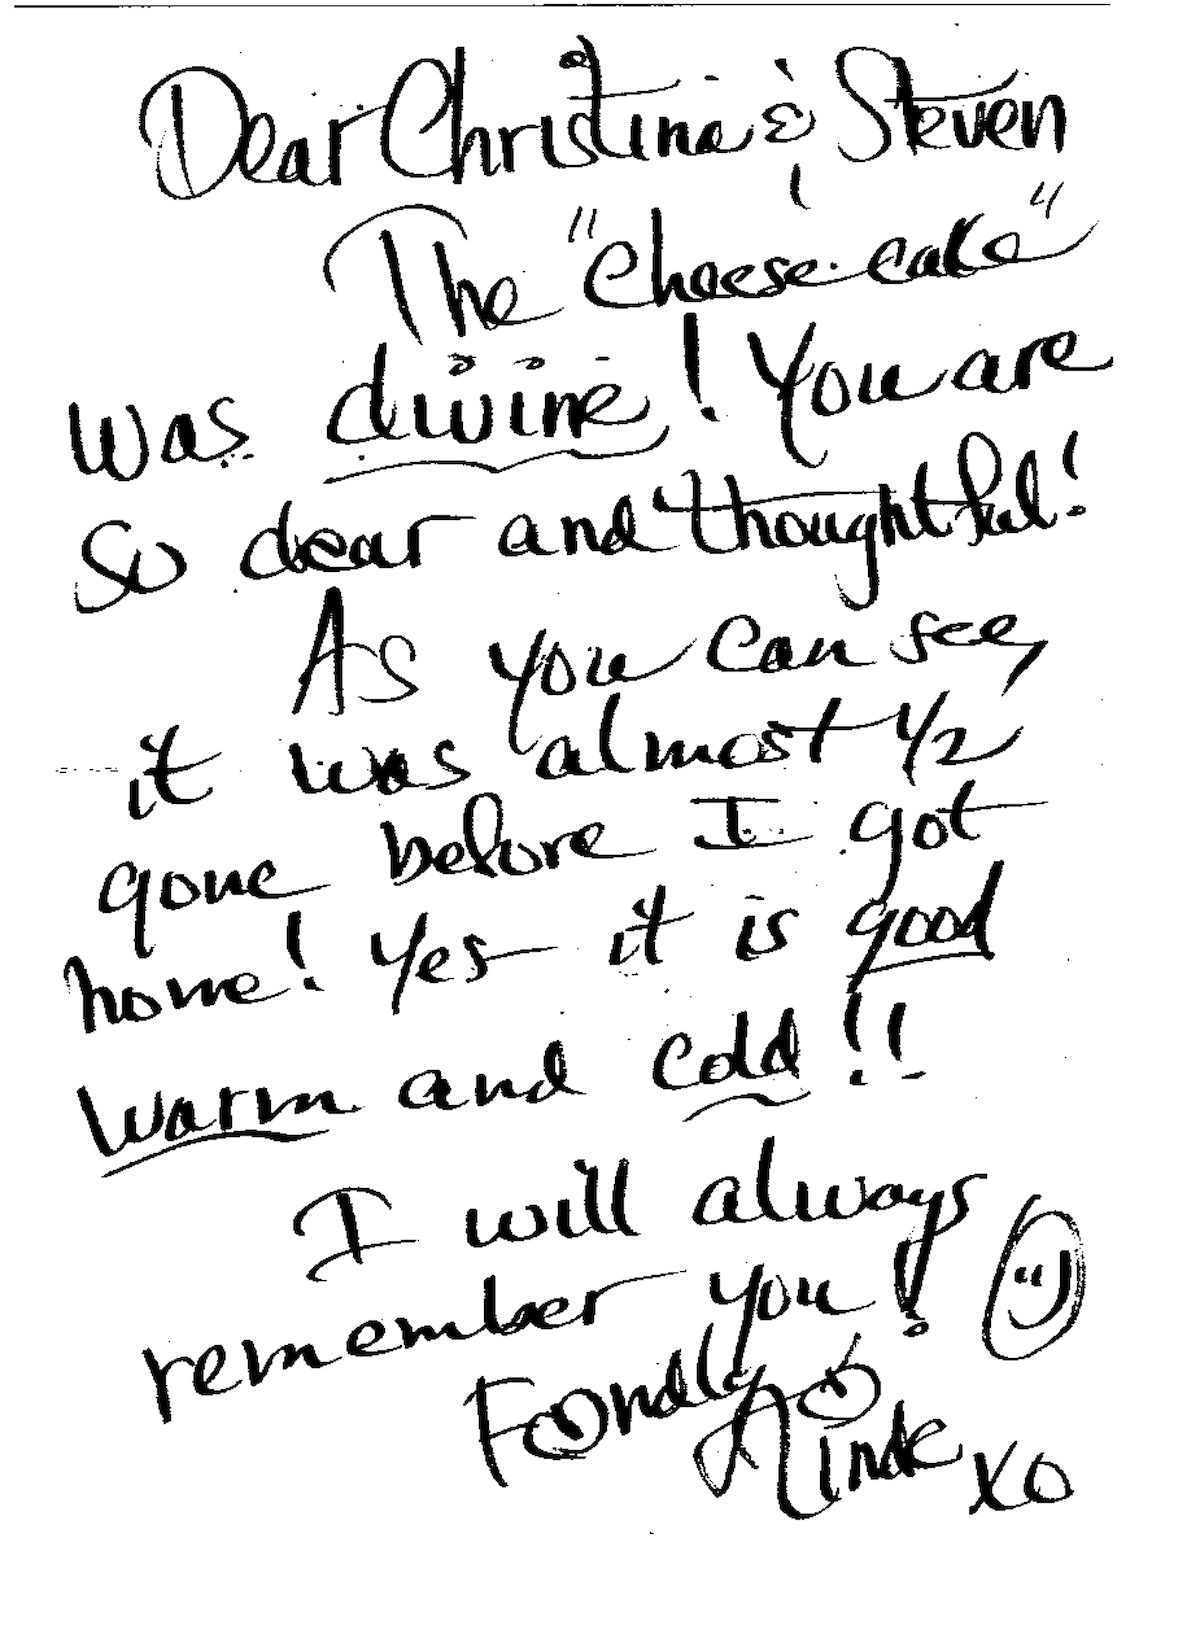 Dear Christina & Steven
The "Cheese cake"
was divine! You are
so dear and thoughtful!
As you can see,
it was almost 1/2
gone before I got
home! Yes - it is good
warm and cold!!
I will always
remember you!
Fondly
xo